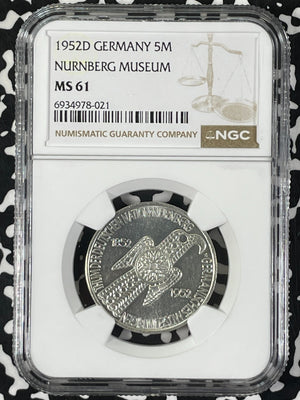 1952D GERMANY 5M
NURNBERG MUSEUM
MS 61
6934978-021
NUMISMATIC GUARANTY COMPANY
NGC
1852
1952